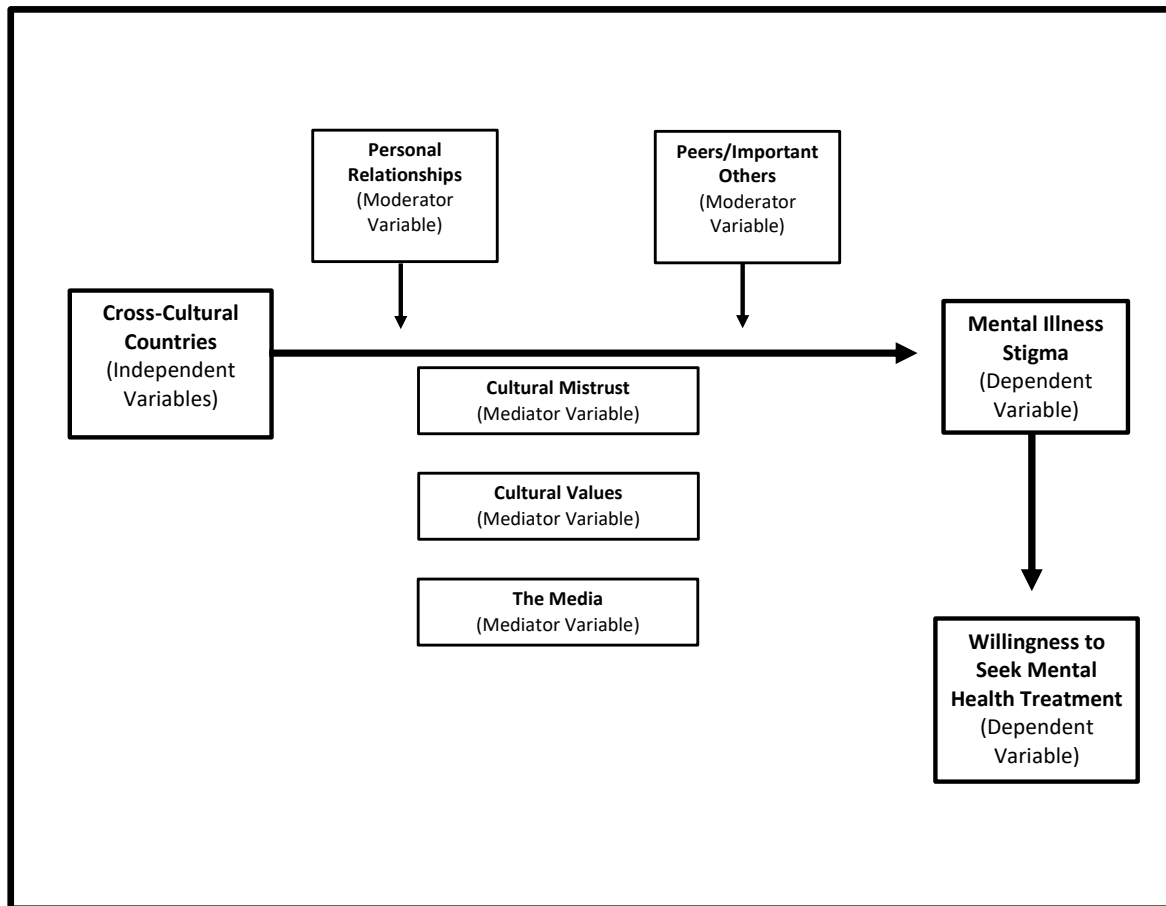 Personal
Relationships
(Moderator
Variable)
Peers/Important
Others
(Moderator
Variable)
Cross-Cultural
Countries
(Independent
Variables)
Mental Illness
Stigma
(Dependent
Variable)
Cultural Mistrust
(Mediator Variable)
Cultural Values
(Mediator Variable)
The Media
(Mediator Variable)
Willingness to
Seek Mental
Health Treatment
(Dependent
Variable)